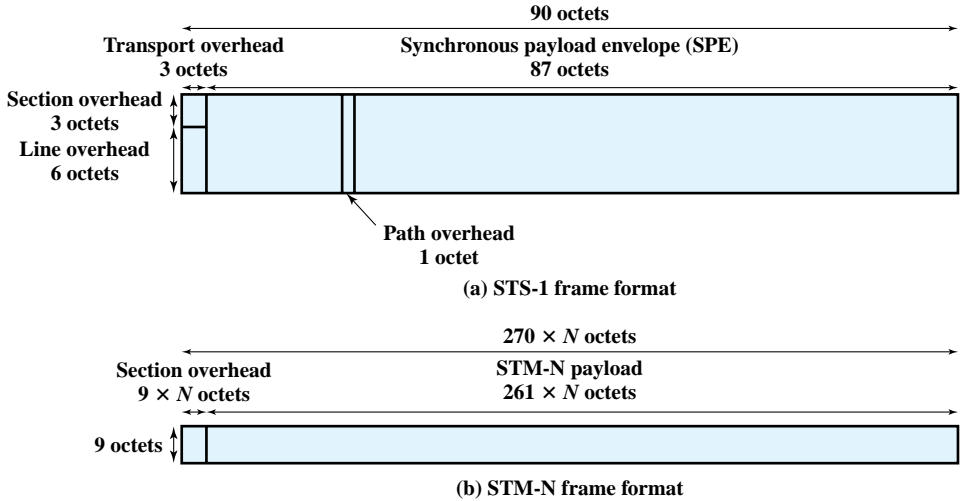 90 octets
Transport overhead
3 octets
Synchronous payload envelope (SPE)
87 octets
Section overhead
3 octets
Line overhead
6 octets
Path overhead
1 octet
(a) STS-1 frame format
270 × N octets
Section overhead
9 × N octets
STM-N payload
261 × N octets
9 octets
(b) STM-N frame format